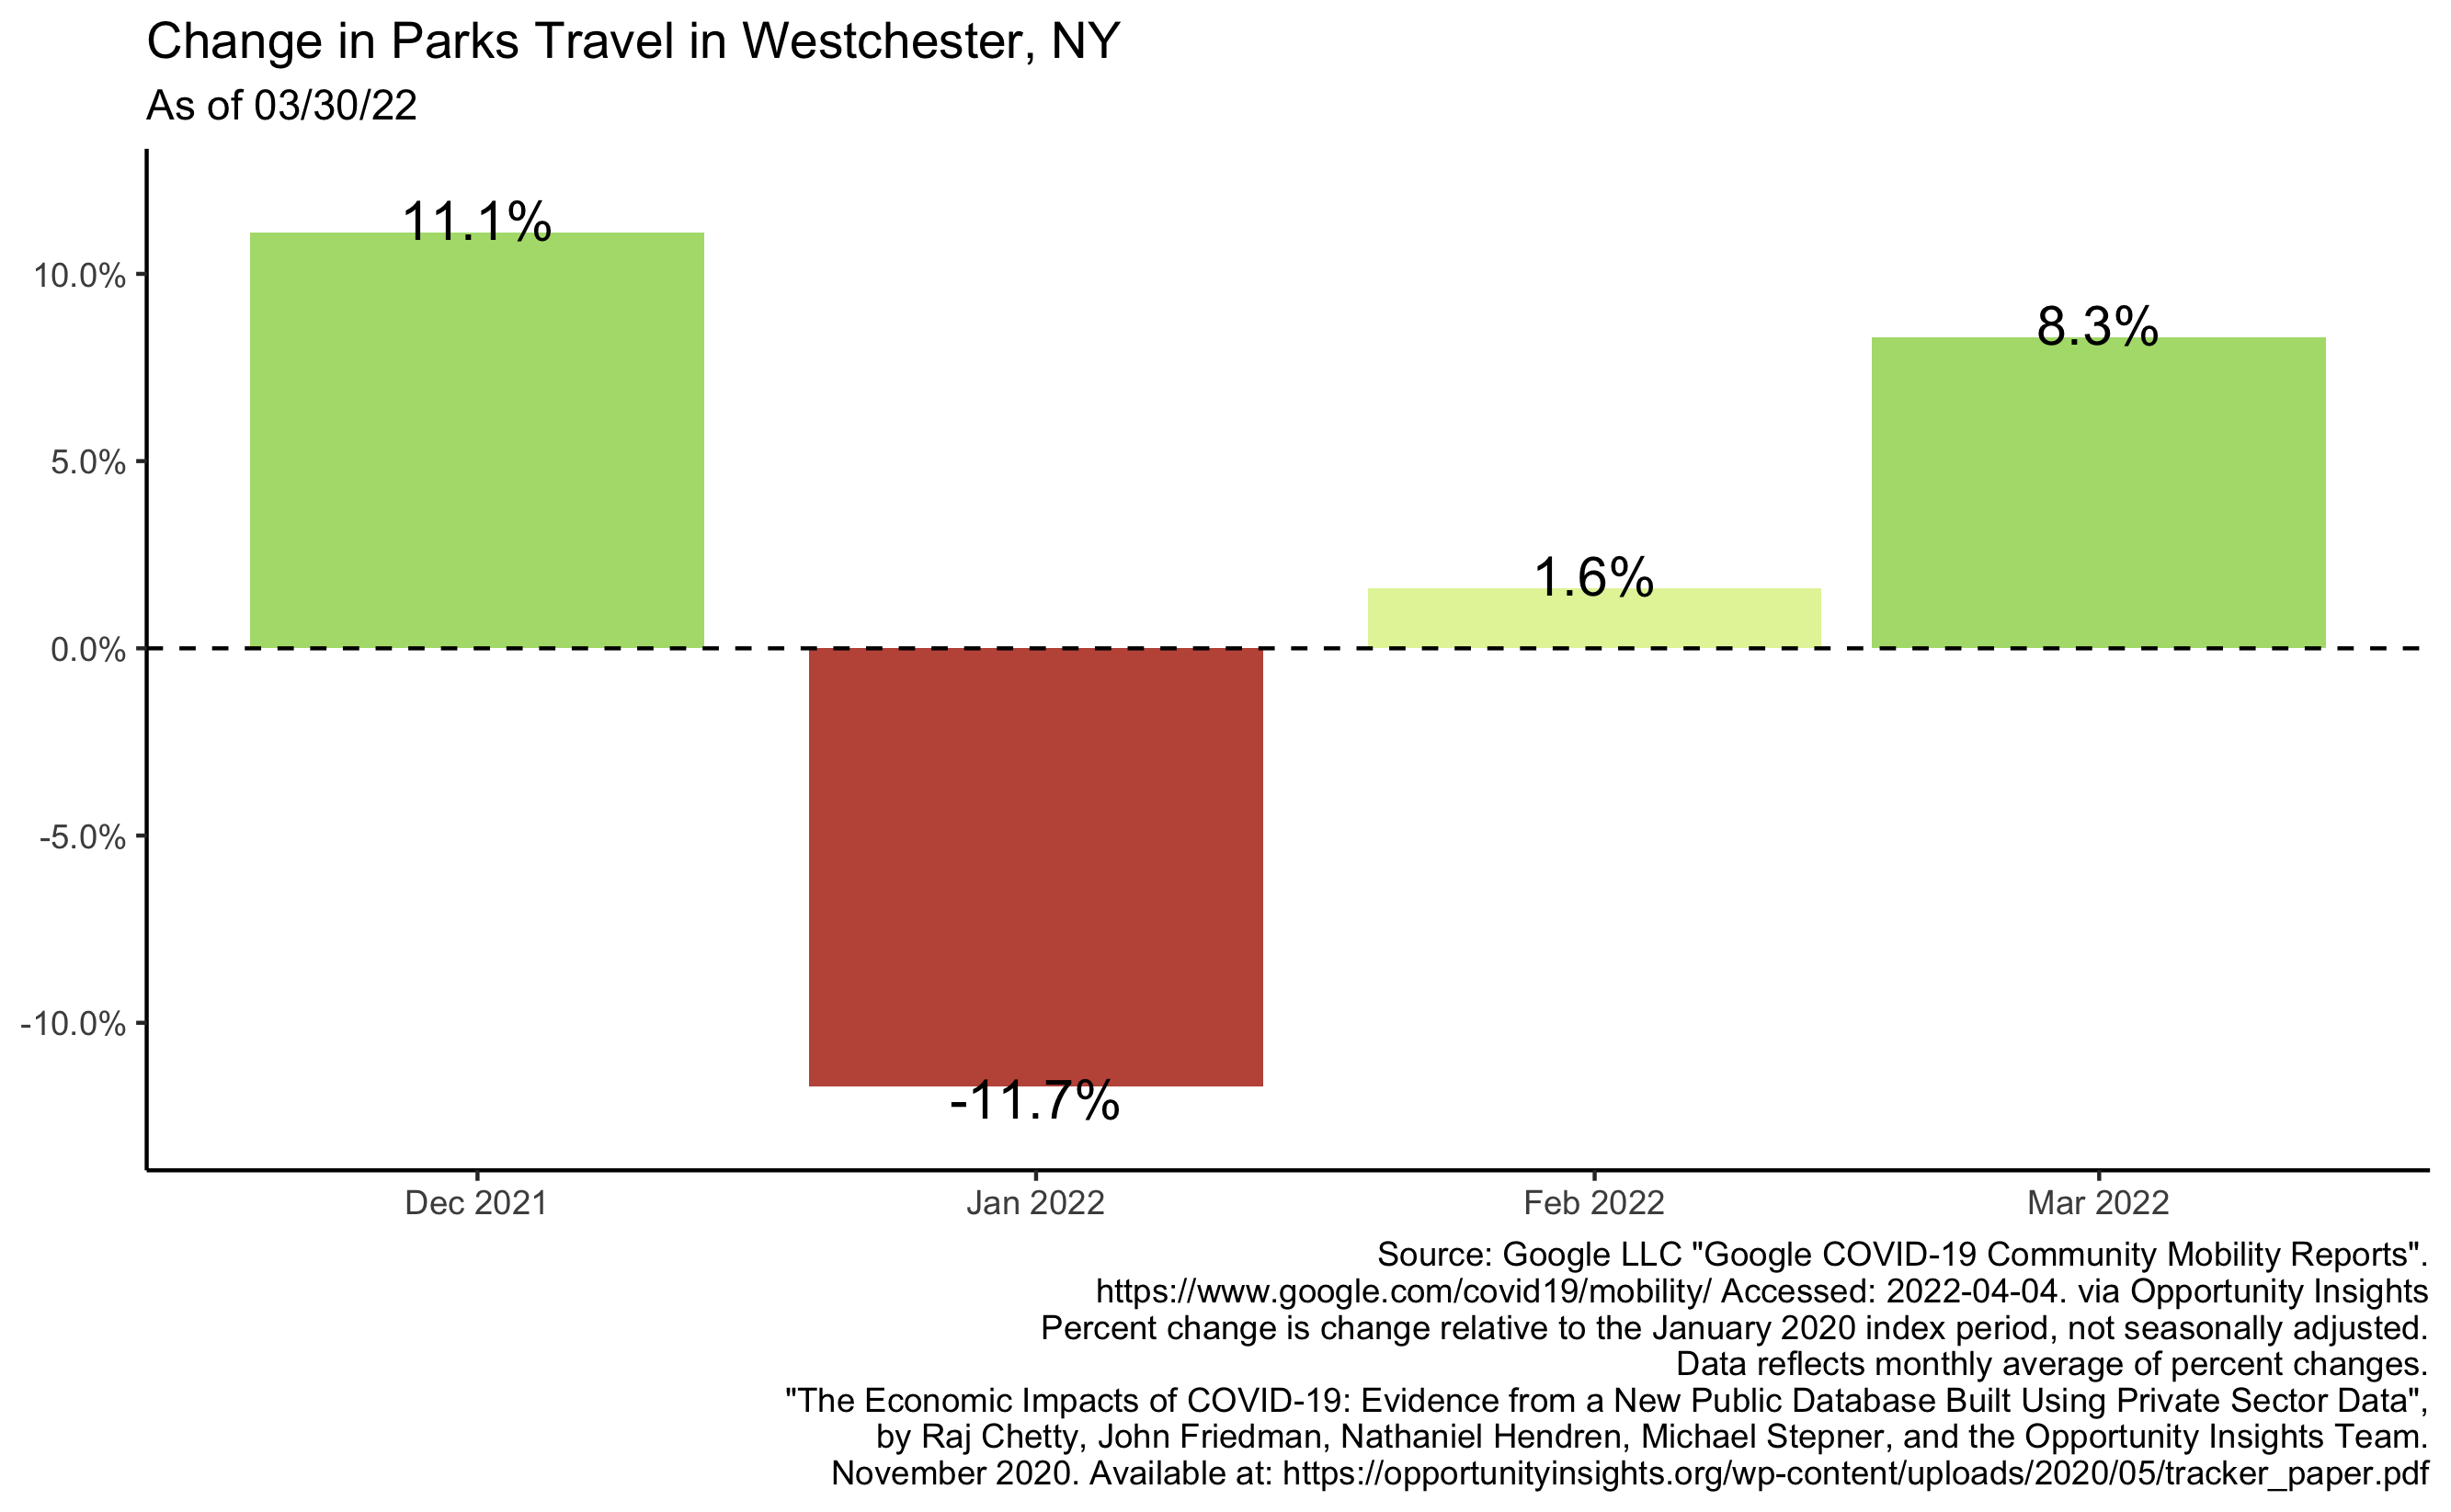 Change in Parks Travel in Westchester, NY
As of 03/30/22
11.1%
10.0%
8.3%
5.0%
1.6%
0.0%
-5.0%
-10.0%
-11.7%
Dec 2021 Jan 2022 Feb 2022 Mar 2022
Source: Google LLC "Google COVID-19 Community Mobility Reports".
https://www.google.com/covid19/mobility/ Accessed: 2022-04-04. via Opportunity Insights
Percent change is change relative to the January 2020 index period, not seasonally adjusted.
Data reflects monthly average of percent changes.
"The Economic Impacts of COVID-19: Evidence from a New Public Database Built Using Private Sector Data",
by Raj Chetty, John Friedman, Nathaniel Hendren, Michael Stepner, and the Opportunity Insights Team.
November 2020. Available at: https://opportunityinsights.org/wp-content/uploads/2020/05/tracker_paper.pdf